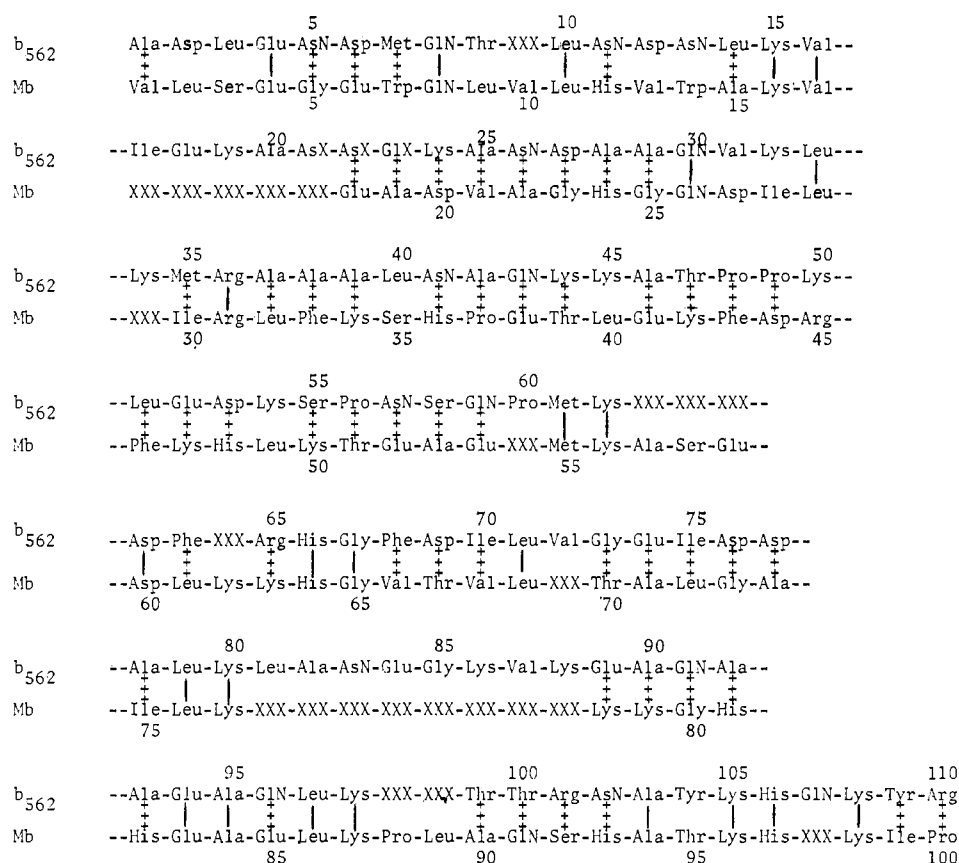 5 10 15
b562 Ala-Asp-Leu-Glu-AsN-Asp-Met-GlN-Thr-XXX-Leu-AsN-Asp-AsN-Leu-Lys-Val--
Mb Val-Leu-Ser-Glu-Gly-Glu-Trp-GlN-Leu-Val-Leu-His-Val-Trp-Ala-Lys-Val--
5 10 15
20 25 30
b562 --Ile-Glu-Lys-Ala-AsX-AsX-GlX-Lys-Ala-AsN-Asp-Ala-Ala-GlN-Val-Lys-Leu---
Mb XXX-XXX-XXX-XXX-XXX-Glu-Ala-Asp-Val-Ala-Gly-His-Gly-GlN-Asp-Ile-Leu--
20 25
35 40 45 50
b562 --Lys-Met-Arg-Ala-Ala-Ala-Leu-AsN-Ala-GlN-Lys-Lys-Ala-Thr-Pro-Pro-Lys--
Mb --XXX-Ile-Arg-Leu-Phe-Lys-Ser-His-Pro-Glu-Thr-Leu-Glu-Lys-Phe-Asp-Arg--
30 35 40 45
55 60
b562 --Leu-Glu-Asp-Lys-Ser-Pro-AsN-Ser-GlN-Pro-Met-Lys-XXX-XXX-XXX--
Mb --Phe-Lys-His-Leu-Lys-Thr-Glu-Ala-Glu-XXX-Met-Lys-Ala-Ser-Glu--
50 55
65 70 75
b562 --Asp-Phe-XXX-Arg-His-Gly-Phe-Asp-Ile-Leu-Val-Gly-Glu-Ile-Asp-Asp--
Mb --Asp-Leu-Lys-Lys-His-Gly-Val-Thr-Val-Leu-XXX-Thr-Ala-Leu-Gly-Ala--
60 65 70
80 85 90
b562 --Ala-Leu-Lys-Leu-Ala-AsN-Glu-Gly-Lys-Val-Lys-Glu-Ala-GlN-Ala--
Mb --Ile-Leu-Lys-XXX-XXX-XXX-XXX-XXX-XXX-XXX-XXX-Lys-Lys-Gly-His--
75 80
95 100 105 110
b562 --Ala-Glu-Ala-GlN-Leu-Lys-XXX-XXX-Thr-Thr-Arg-AsN-Ala-Tyr-Lys-His-GlN-Lys-Tyr-Arg
Mb --His-Glu-Ala-Glu-Leu-Lys-Pro-Leu-Ala-GlN-Ser-His-Ala-Thr-Lys-His-XXX-Lys-Ile-Pro
85 90 95 100